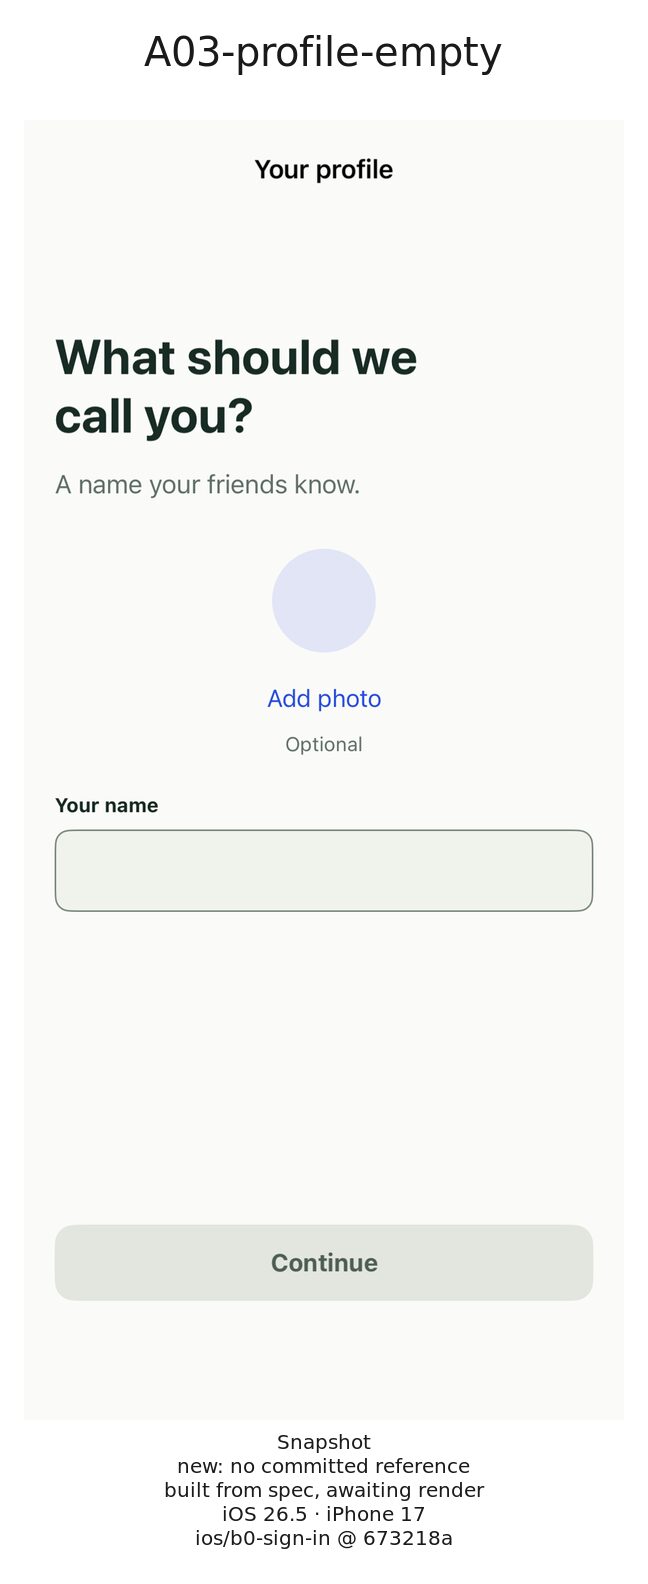 A03-profile-empty
Your profile
What should we
call you?
A name your friends know.
Add photo
Optional
Your name
Continue
Snapshot
new: no committed reference
built from spec, awaiting render
iOS 26.5 · iPhone 17
ios/b0-sign-in @ 673218a